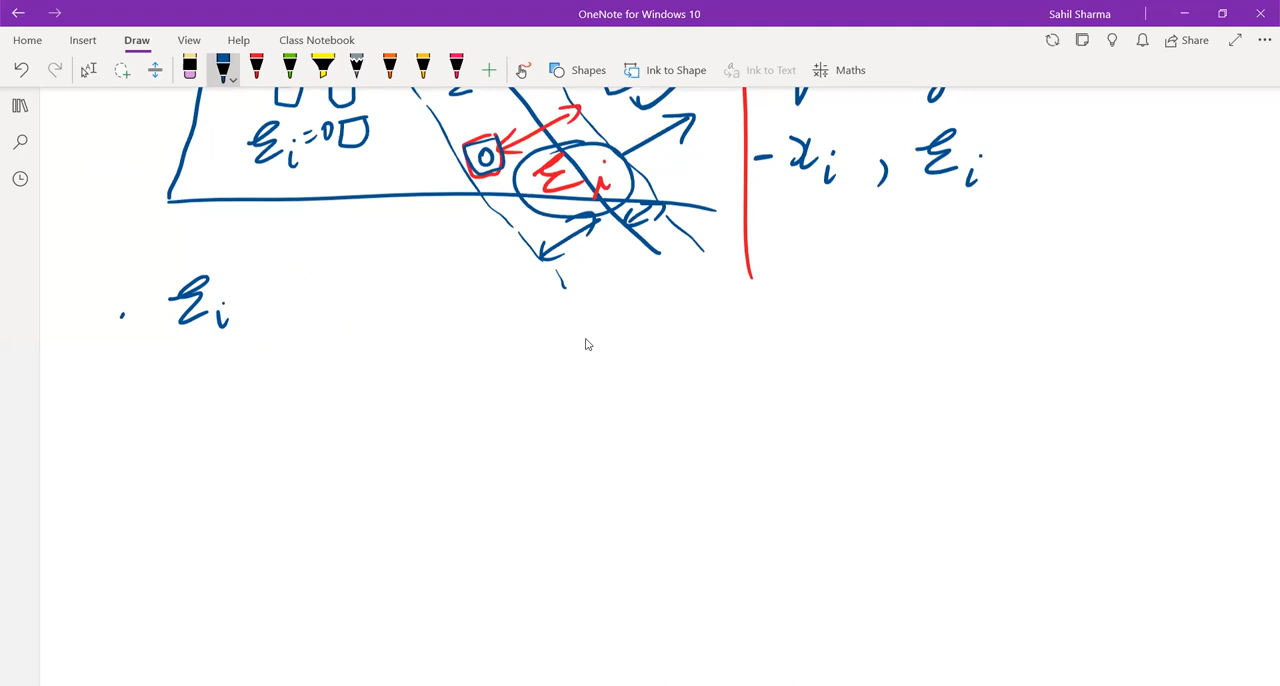 OneNote for Windows 10
Sahil Sharma
Home Insert Draw View Help Class Notebook
Share
Shapes Ink to Shape Ink to Text Maths
ξi=0
ξi
- xi , ξi
. ξi